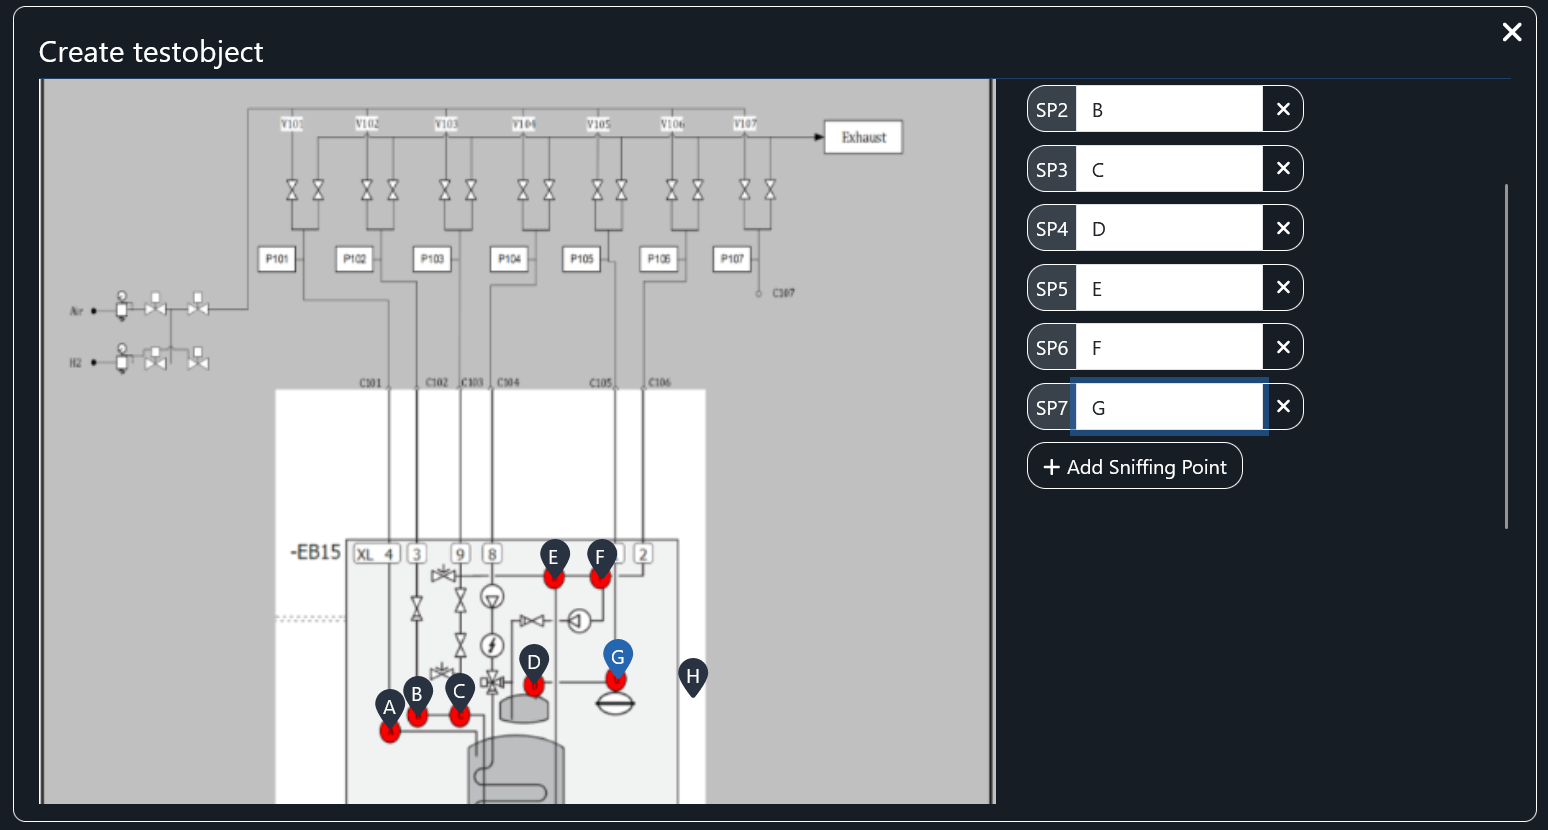 Create testobject
V101 V102 V103 V104 V105 V106 V107
Exhaust
P101 P102 P103 P104 P105 P106 P107
C107
Air
H2
C101 C102 C103 C104 C105 C106
-EB15 XL 4 3 9 8 2
E F
G
D
H
C
B
A
SP2 B
SP3 C
SP4 D
SP5 E
SP6 F
SP7 G
+ Add Sniffing Point